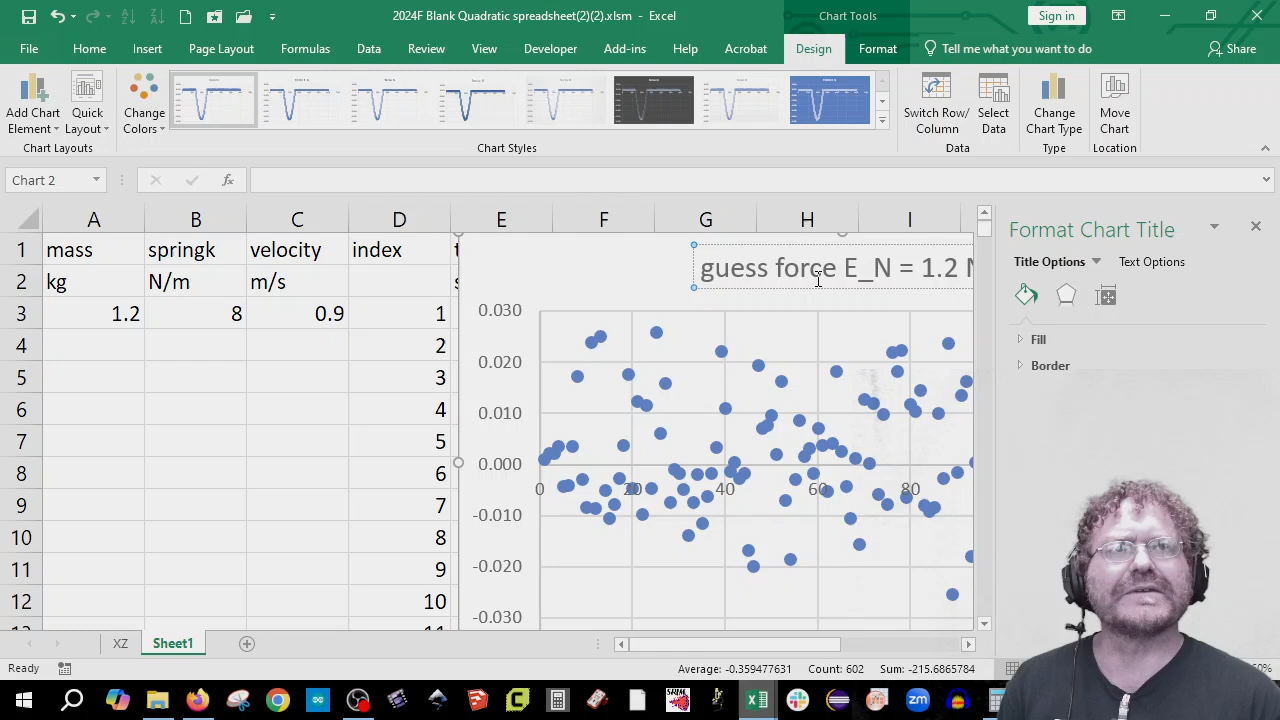 2024F Blank Quadratic spreadsheet(2)(2).xlsm - Excel
Chart Tools
Sign in
File
Home
Insert
Page Layout
Formulas
Data
Review
View
Developer
Add-ins
Help
Acrobat
Design
Format
Tell me what you want to do
Share
Add Chart
Element
Quick
Layout
Change
Colors
Switch Row/
Column
Select
Data
Change
Chart Type
Move
Chart
Chart Layouts
Chart Styles
Data
Type
Location
Chart 2
fx
A B C D E F G H I
1 mass springk velocity index t
2 kg N/m m/s s
3 1.2 8 0.9 1
4 2
5 3
6 4
7 5
8 6
9 7
10 8
11 9
12 10
guess force E_N = 1.2 N
0.030
0.020
0.010
0.000
0 20 40 60 80
-0.010
-0.020
-0.030
Format Chart Title
Title Options
Text Options
Fill
Border
XZ
Sheet1
Ready
Average: -0.359477631
Count: 602
Sum: -215.6865784
zm